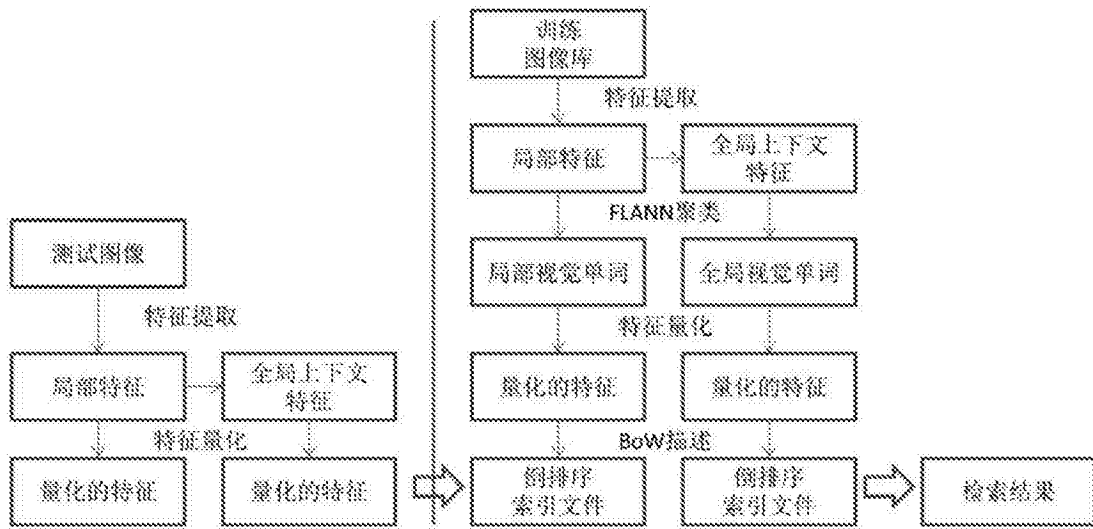 训练
图像库
特征提取
局部特征
全局上下文
特征
FLANN聚类
测试图像
局部视觉单词
全局视觉单词
特征提取
特征量化
局部特征
全局上下文
特征
量化的特征
量化的特征
特征量化
BoW描述
量化的特征
量化的特征
倒排序
索引文件
倒排序
索引文件
检索结果